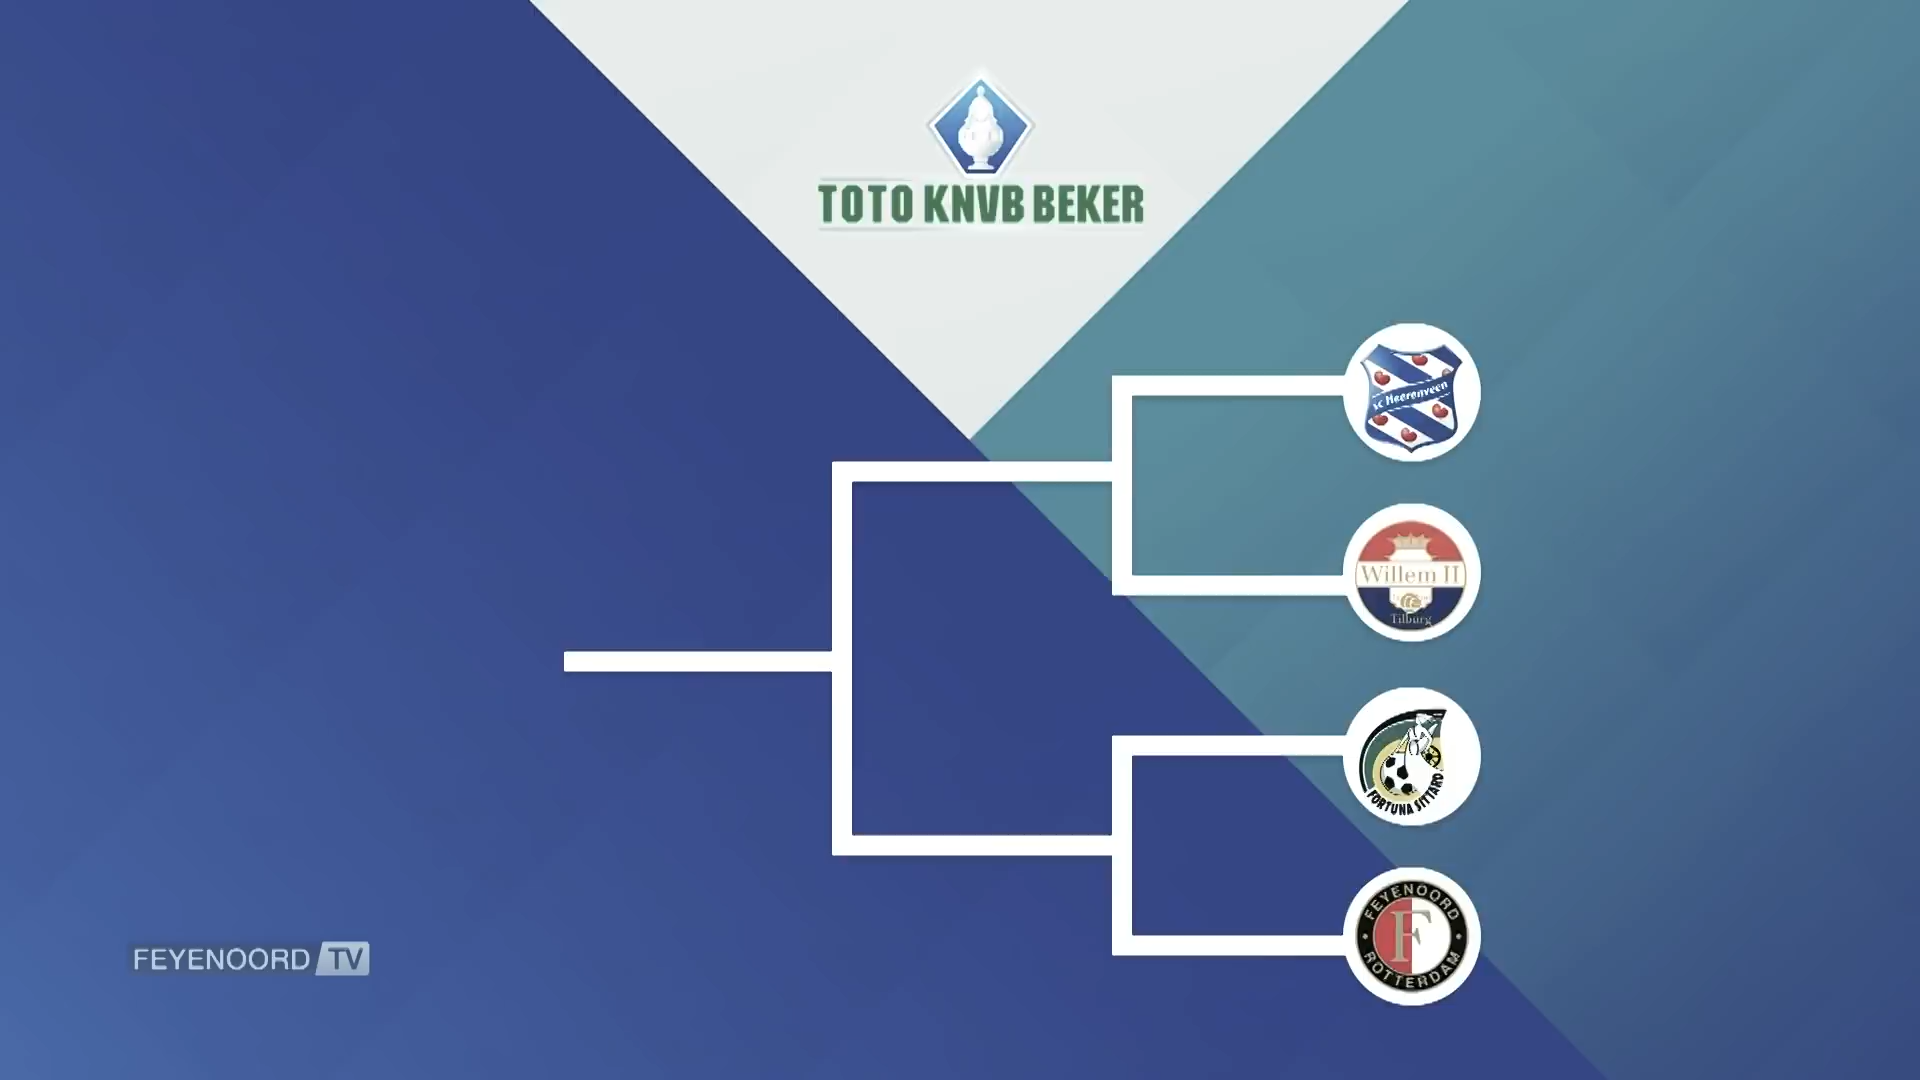 TOTO KNVB BEKER
sc Heerenveen
Willem II
Tilburg
FORTUNA SITTARD
FEYENOORD
F
ROTTERDAM
FEYENOORD TV